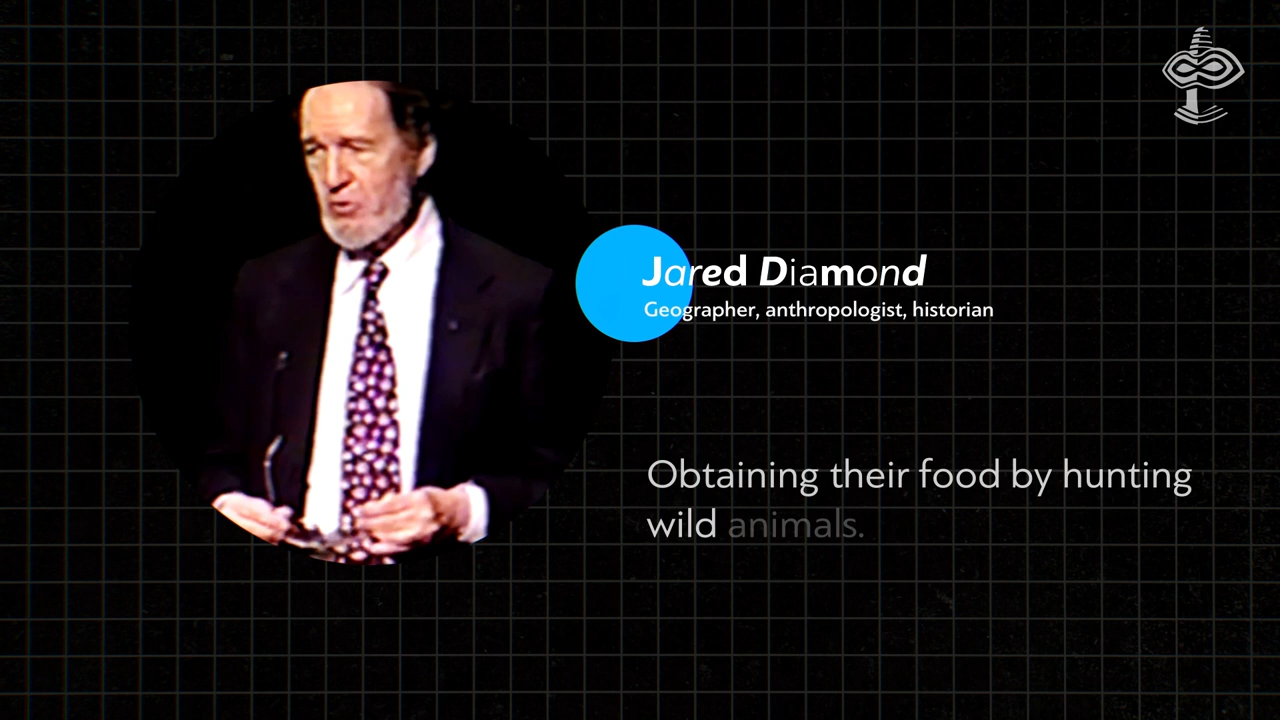 Jared Diamond
Geographer, anthropologist, historian
Obtaining their food by hunting
wild animals.